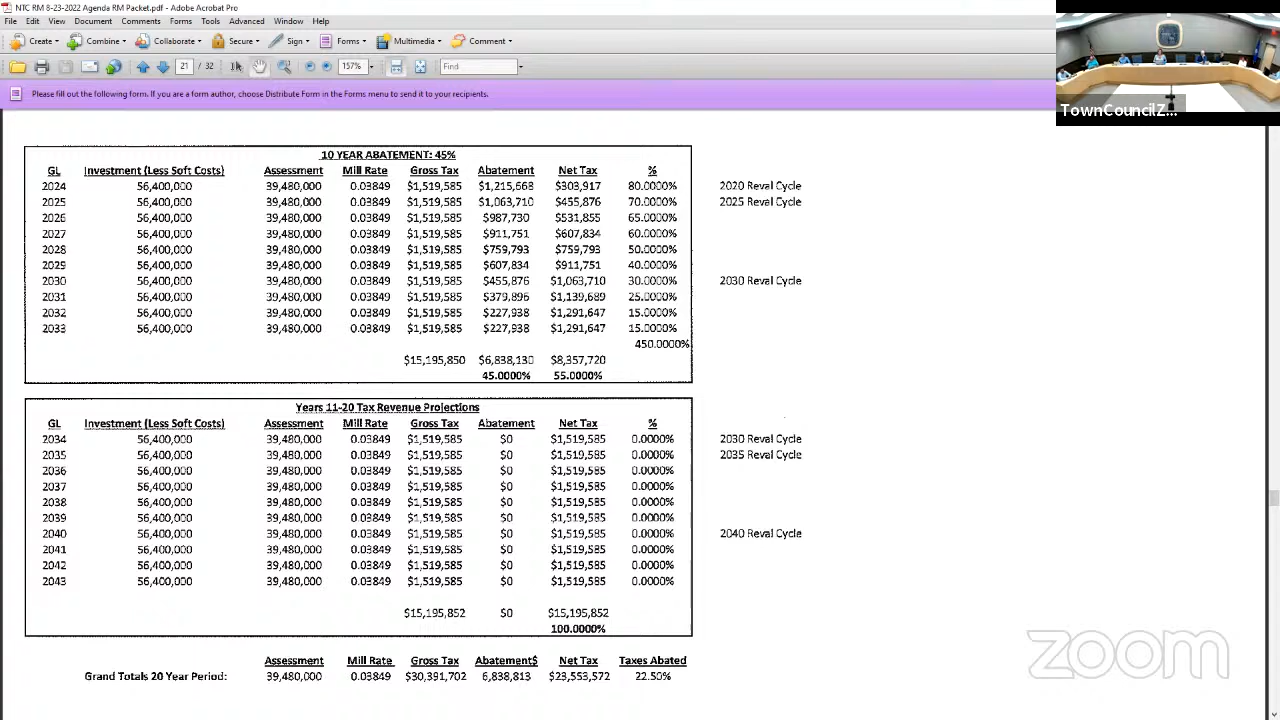 NTC RM 8-23-2022 Agenda RM Packet.pdf - Adobe Acrobat Pro
File Edit View Document Comments Forms Tools Advanced Window Help
Create Combine Collaborate Secure Sign Forms Multimedia Comment
21 / 32 157% Find
Please fill out the following form. If you are a form author, choose Distribute Form in the Forms menu to send it to your recipients.
TownCouncilZ...
10 YEAR ABATEMENT: 45%
GL Investment (Less Soft Costs) Assessment Mill Rate Gross Tax Abatement Net Tax %
2024 56,400,000 39,480,000 0.03849 $1,519,585 $1,215,668 $303,917 80.0000% 2020 Reval Cycle
2025 56,400,000 39,480,000 0.03849 $1,519,585 $1,063,710 $455,876 70.0000% 2025 Reval Cycle
2026 56,400,000 39,480,000 0.03849 $1,519,585 $987,730 $531,855 65.0000%
2027 56,400,000 39,480,000 0.03849 $1,519,585 $911,751 $607,834 60.0000%
2028 56,400,000 39,480,000 0.03849 $1,519,585 $759,793 $759,793 50.0000%
2029 56,400,000 39,480,000 0.03849 $1,519,585 $607,834 $911,751 40.0000%
2030 56,400,000 39,480,000 0.03849 $1,519,585 $455,876 $1,063,710 30.0000% 2030 Reval Cycle
2031 56,400,000 39,480,000 0.03849 $1,519,585 $379,896 $1,139,689 25.0000%
2032 56,400,000 39,480,000 0.03849 $1,519,585 $227,938 $1,291,647 15.0000%
2033 56,400,000 39,480,000 0.03849 $1,519,585 $227,938 $1,291,647 15.0000%
450.0000%
$15,195,850 $6,838,130 $8,357,720
45.0000% 55.0000%
Years 11-20 Tax Revenue Projections
GL Investment (Less Soft Costs) Assessment Mill Rate Gross Tax Abatement Net Tax %
2034 56,400,000 39,480,000 0.03849 $1,519,585 $0 $1,519,585 0.0000% 2030 Reval Cycle
2035 56,400,000 39,480,000 0.03849 $1,519,585 $0 $1,519,585 0.0000% 2035 Reval Cycle
2036 56,400,000 39,480,000 0.03849 $1,519,585 $0 $1,519,585 0.0000%
2037 56,400,000 39,480,000 0.03849 $1,519,585 $0 $1,519,585 0.0000%
2038 56,400,000 39,480,000 0.03849 $1,519,585 $0 $1,519,585 0.0000%
2039 56,400,000 39,480,000 0.03849 $1,519,585 $0 $1,519,585 0.0000%
2040 56,400,000 39,480,000 0.03849 $1,519,585 $0 $1,519,585 0.0000% 2040 Reval Cycle
2041 56,400,000 39,480,000 0.03849 $1,519,585 $0 $1,519,585 0.0000%
2042 56,400,000 39,480,000 0.03849 $1,519,585 $0 $1,519,585 0.0000%
2043 56,400,000 39,480,000 0.03849 $1,519,585 $0 $1,519,585 0.0000%
$15,195,852 $0 $15,195,852
100.0000%
Assessment Mill Rate Gross Tax Abatement$ Net Tax Taxes Abated
Grand Totals 20 Year Period: 39,480,000 0.03849 $30,391,702 6,838,813 $23,553,572 22.50%
zoom